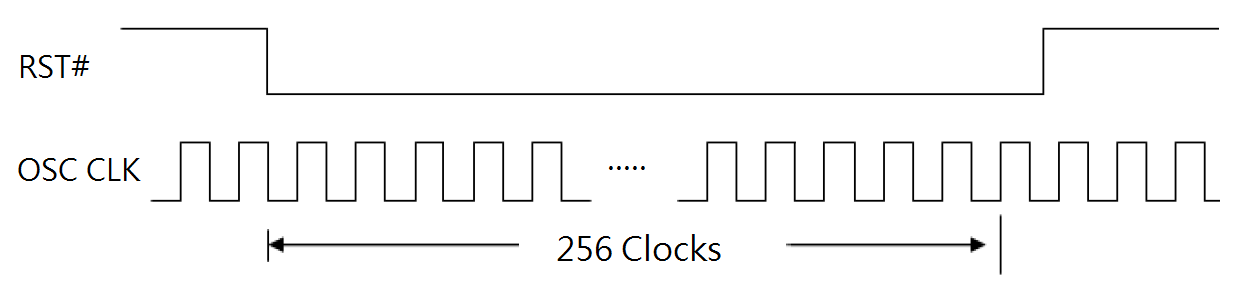 RST#
OSC CLK
.....
256 Clocks